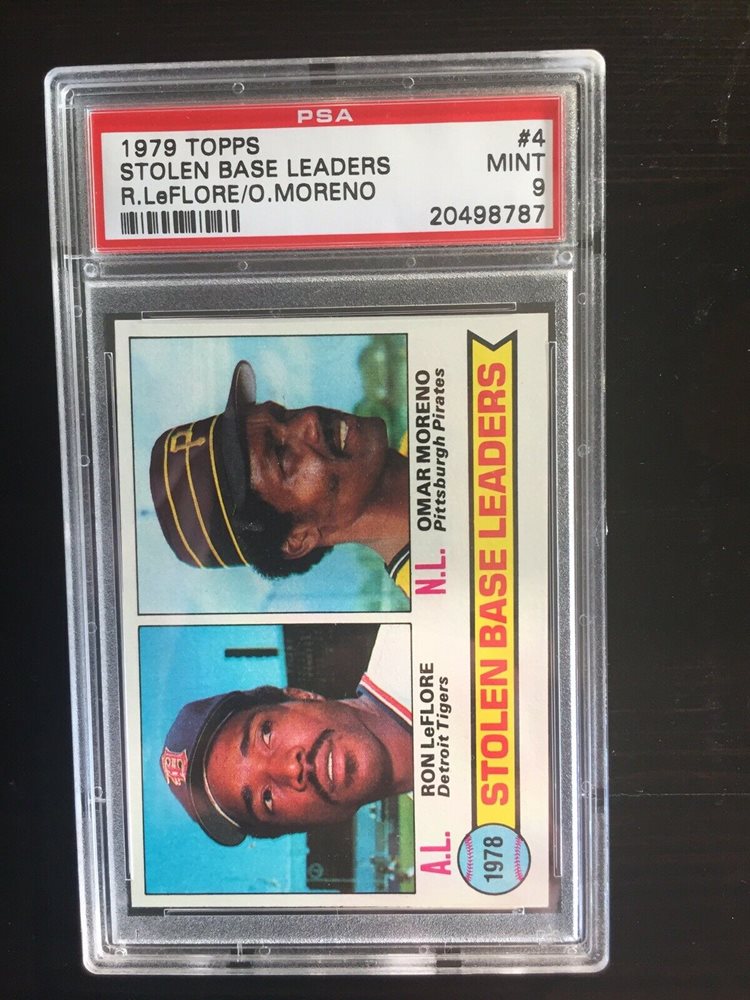 PSA
1979 TOPPS #4
STOLEN BASE LEADERS MINT
R.LeFLORE/O.MORENO 9
20498787
A.L. RON LeFLORE
Detroit Tigers
N.L. OMAR MORENO
Pittsburgh Pirates
1978 STOLEN BASE LEADERS
P